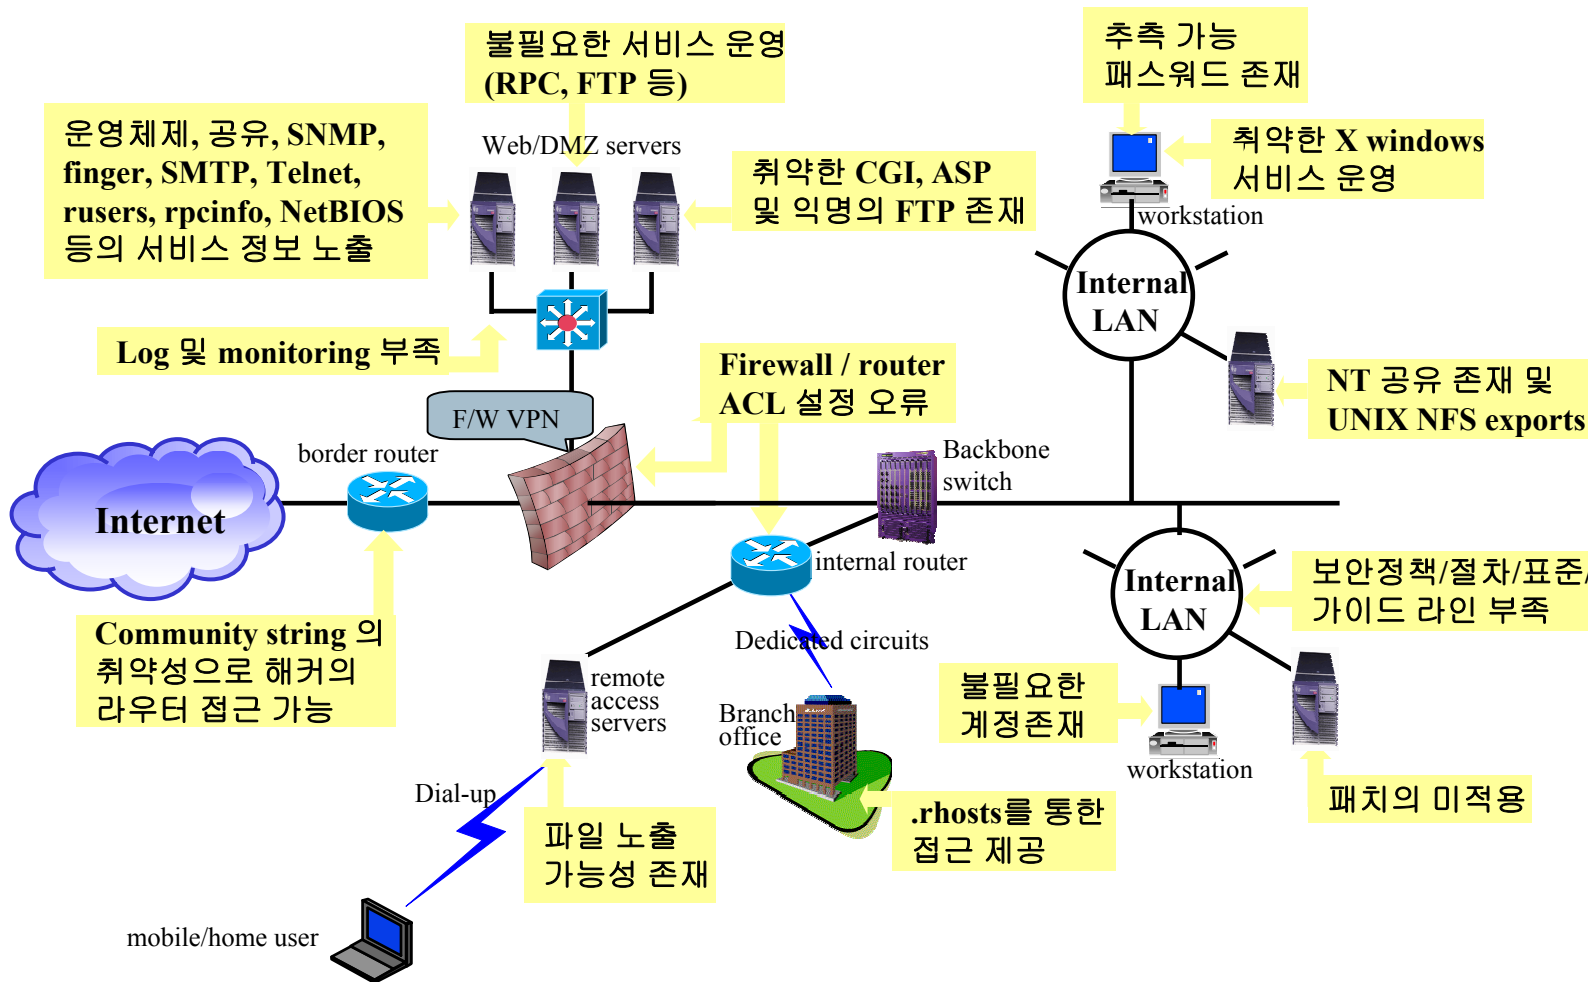 불필요한 서비스 운영
(RPC, FTP 등)
추측 가능
패스워드 존재
운영체제, 공유, SNMP,
finger, SMTP, Telnet,
rusers, rpcinfo, NetBIOS
등의 서비스 정보 노출
Web/DMZ servers
취약한 CGI, ASP
및 익명의 FTP 존재
취약한 X windows
서비스 운영
workstation
Internal
LAN
Log 및 monitoring 부족
Firewall / router
ACL 설정 오류
NT 공유 존재 및
UNIX NFS exports
F/W VPN
border router
Backbone
switch
Internet
internal router
Internal
LAN
보안정책/절차/표준/
가이드 라인 부족
Community string 의
취약성으로 해커의
라우터 접근 가능
Dedicated circuits
remote
access
servers
Branch
office
불필요한
계정존재
workstation
Dial-up
파일 노출
가능성 존재
.rhosts를 통한
접근 제공
패치의 미적용
mobile/home user